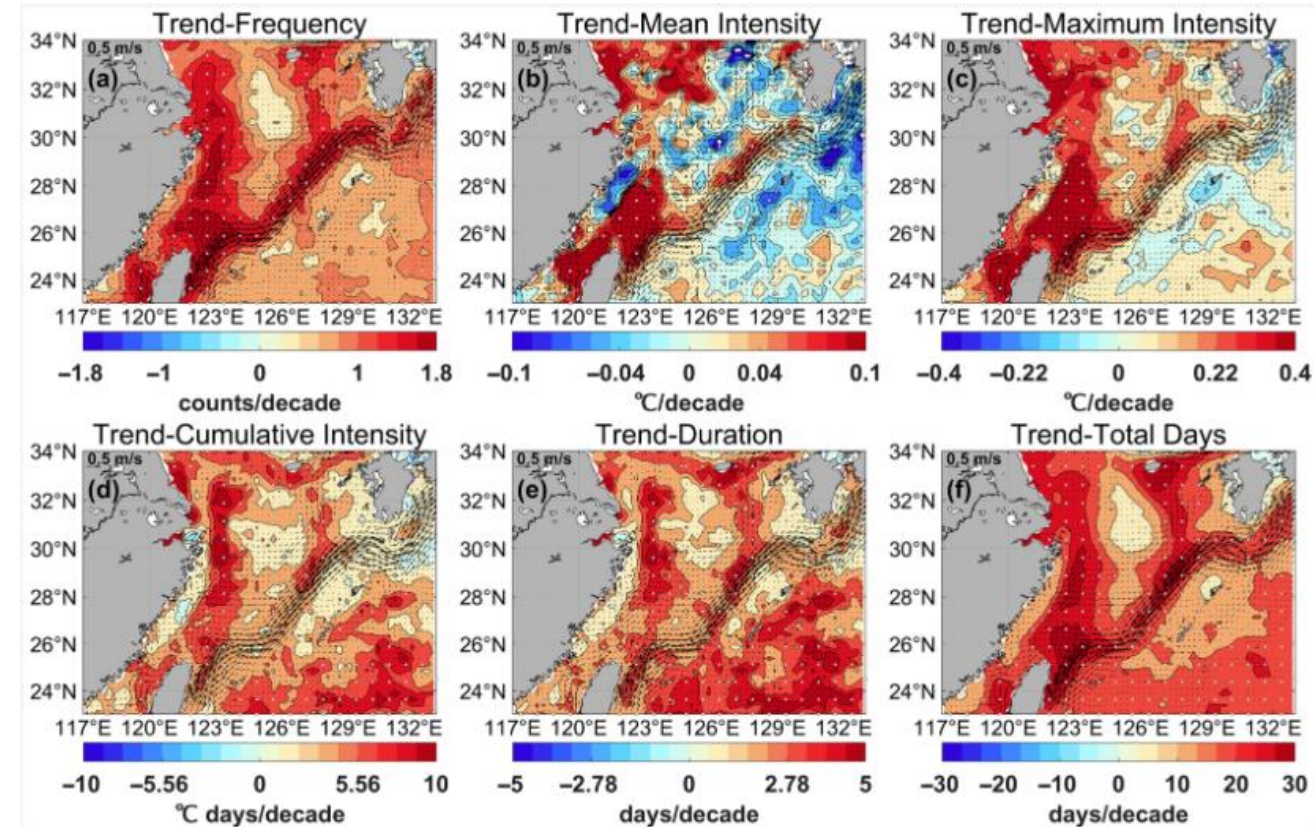 Trend-Frequency
34°N
0.5 m/s
(a)
32°N
30°N
28°N
26°N
24°N
117°E 120°E 123°E 126°E 129°E 132°E
−1.8 −1 0 1 1.8
counts/decade
Trend-Mean Intensity
34°N
0.5 m/s
(b)
32°N
30°N
28°N
26°N
24°N
117°E 120°E 123°E 126°E 129°E 132°E
−0.1 −0.04 0 0.04 0.1
℃/decade
Trend-Maximum Intensity
34°N
0.5 m/s
(c)
32°N
30°N
28°N
26°N
24°N
117°E 120°E 123°E 126°E 129°E 132°E
−0.4 −0.22 0 0.22 0.4
℃/decade
Trend-Cumulative Intensity
34°N
0.5 m/s
(d)
32°N
30°N
28°N
26°N
24°N
117°E 120°E 123°E 126°E 129°E 132°E
−10 −5.56 0 5.56 10
℃ days/decade
Trend-Duration
34°N
0.5 m/s
(e)
32°N
30°N
28°N
26°N
24°N
117°E 120°E 123°E 126°E 129°E 132°E
−5 −2.78 0 2.78 5
days/decade
Trend-Total Days
34°N
0.5 m/s
(f)
32°N
30°N
28°N
26°N
24°N
117°E 120°E 123°E 126°E 129°E 132°E
−30 −20 −10 0 10 20 30
days/decade